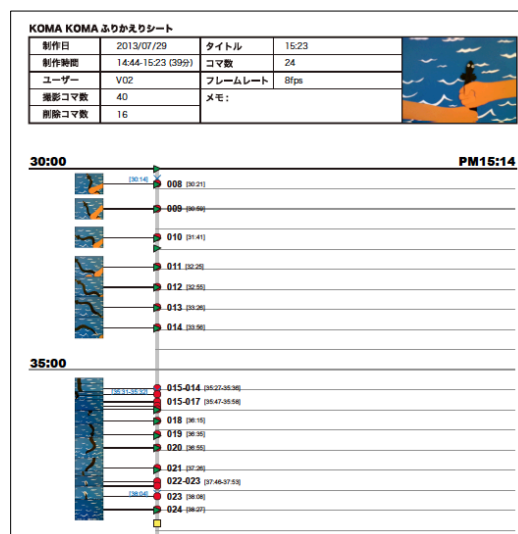 KOMA KOMA ふりかえりシート
制作日 2013/07/29 タイトル 15:23
制作時間 14:44-15:23 (39分) コマ数 24
ユーザー V02 フレームレート 8fps
撮影コマ数 40 メモ：
削除コマ数 16
30:00 PM15:14
[30:14] 008 [30:21]
009 [30:59]
010 [31:41]
011 [32:25]
012 [32:55]
013 [33:26]
014 [33:56]
35:00
015-014 [35:27-35:36]
[35:31-35:32]
015-017 [35:47-35:58]
018 [36:15]
019 [36:35]
020 [36:55]
021 [37:26]
022-023 [37:46-37:53]
[38:04] 023 [38:08]
024 [38:27]